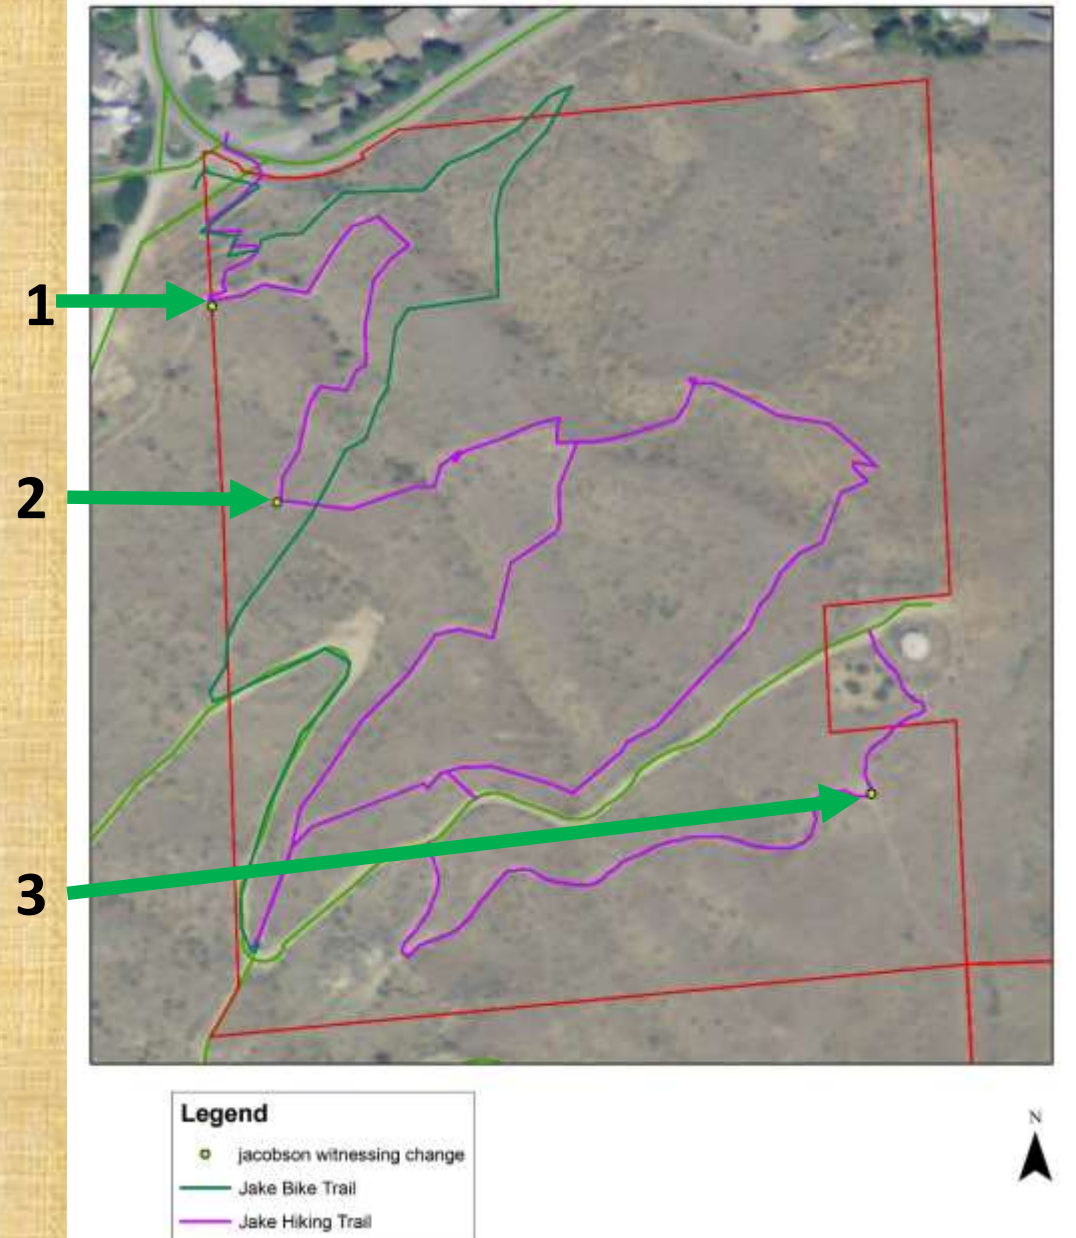 1
2
3
Legend
jacobson witnessing change
Jake Bike Trail
Jake Hiking Trail
N